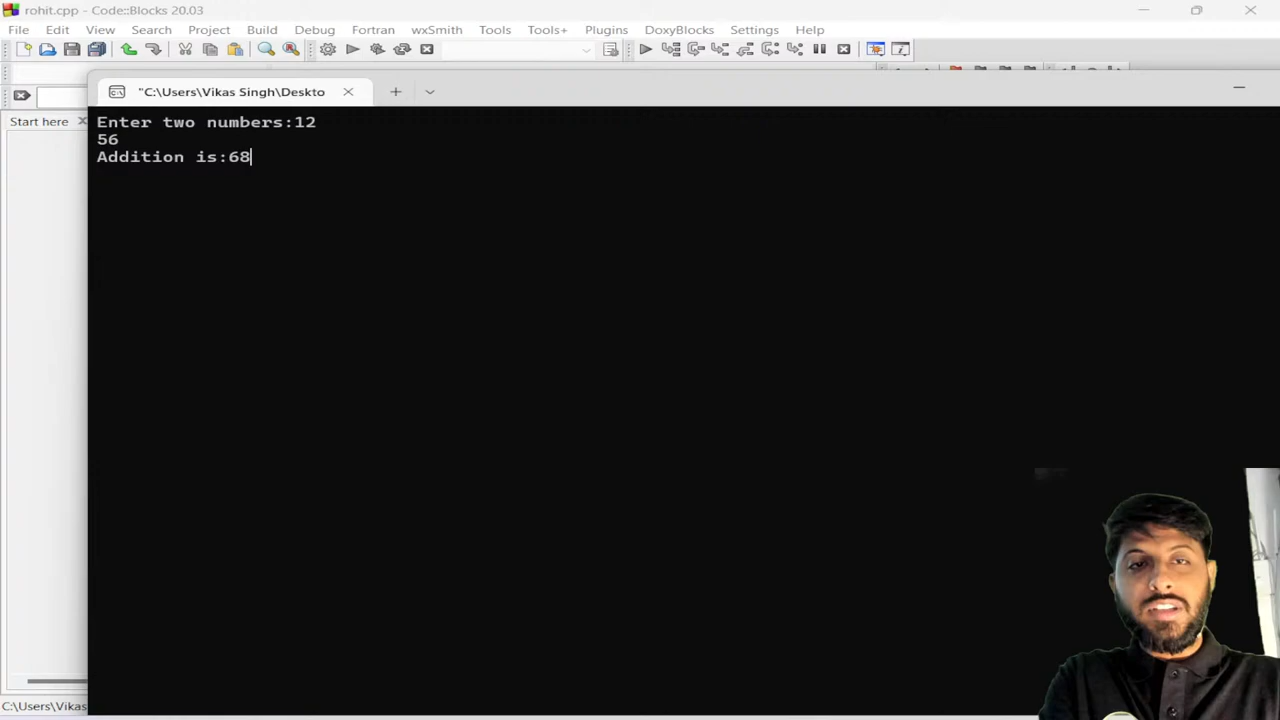 rohit.cpp - Code::Blocks 20.03
File Edit View Search Project Build Debug Fortran wxSmith Tools Tools+ Plugins DoxyBlocks Settings Help
"C:\Users\Vikas Singh\Deskto
Start here
Enter two numbers:12
56
Addition is:68
C:\Users\Vikas